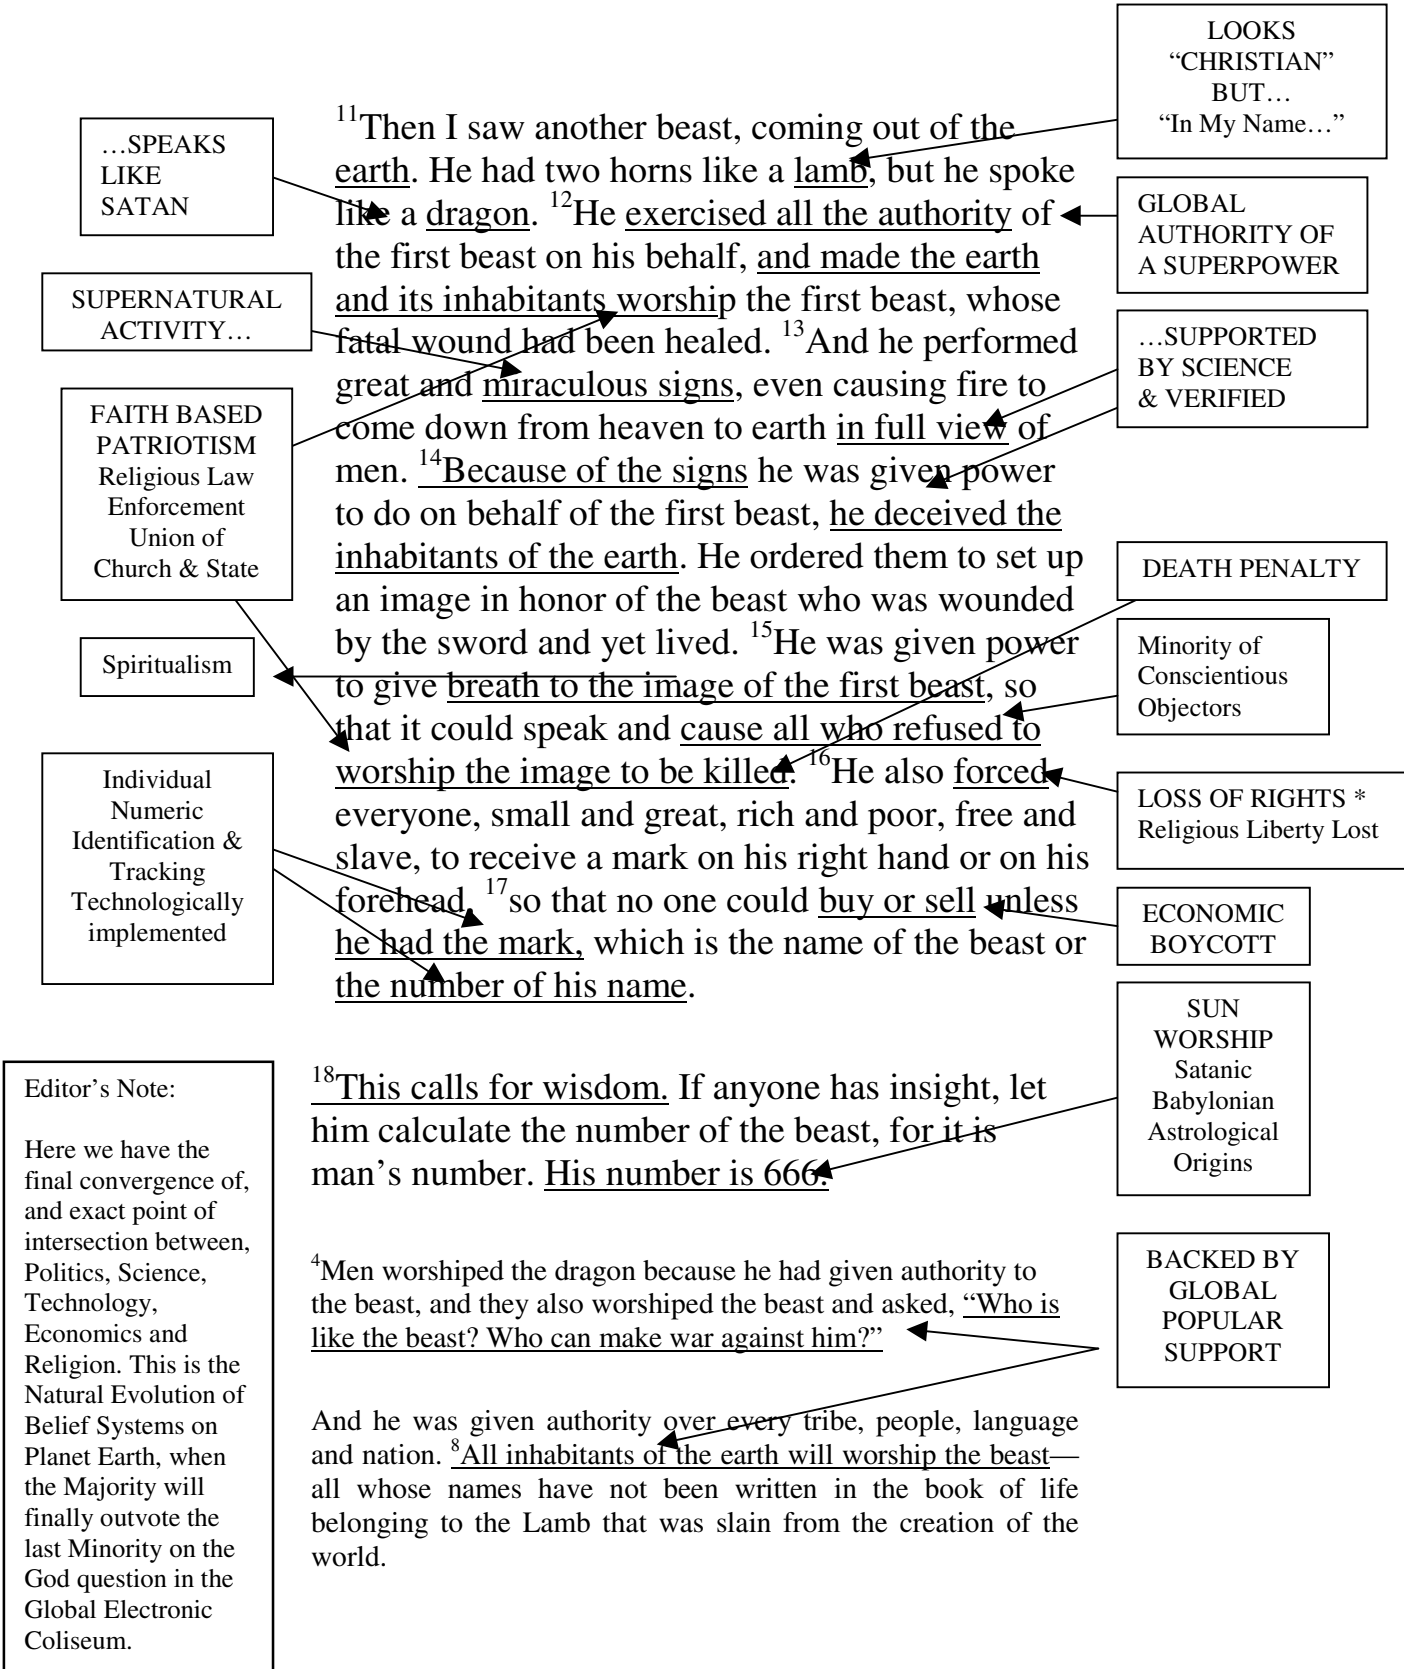 LOOKS
“CHRISTIAN”
BUT…
“In My Name…”
…SPEAKS
LIKE
SATAN
GLOBAL
AUTHORITY OF
A SUPERPOWER
SUPERNATURAL
ACTIVITY…
…SUPPORTED
BY SCIENCE
& VERIFIED
FAITH BASED
PATRIOTISM
Religious Law
Enforcement
Union of
Church & State
DEATH PENALTY
Spiritualism
Minority of
Conscientious
Objectors
Individual
Numeric
Identification &
Tracking
Technologically
implemented
LOSS OF RIGHTS *
Religious Liberty Lost
ECONOMIC
BOYCOTT
11Then I saw another beast, coming out of the
earth. He had two horns like a lamb, but he spoke
like a dragon. 12He exercised all the authority of
the first beast on his behalf, and made the earth
and its inhabitants worship the first beast, whose
fatal wound had been healed. 13And he performed
great and miraculous signs, even causing fire to
come down from heaven to earth in full view of
men. 14Because of the signs he was given power
to do on behalf of the first beast, he deceived the
inhabitants of the earth. He ordered them to set up
an image in honor of the beast who was wounded
by the sword and yet lived. 15He was given power
to give breath to the image of the first beast, so
that it could speak and cause all who refused to
worship the image to be killed. 16He also forced
everyone, small and great, rich and poor, free and
slave, to receive a mark on his right hand or on his
forehead, 17so that no one could buy or sell unless
he had the mark, which is the name of the beast or
the number of his name.
SUN
WORSHIP
Satanic
Babylonian
Astrological
Origins
18This calls for wisdom. If anyone has insight, let
him calculate the number of the beast, for it is
man’s number. His number is 666.
Editor’s Note:
Here we have the
final convergence of,
and exact point of
intersection between,
Politics, Science,
Technology,
Economics and
Religion. This is the
Natural Evolution of
Belief Systems on
Planet Earth, when
the Majority will
finally outvote the
last Minority on the
God question in the
Global Electronic
Coliseum.
BACKED BY
GLOBAL
POPULAR
SUPPORT
4Men worshiped the dragon because he had given authority to
the beast, and they also worshiped the beast and asked, “Who is
like the beast? Who can make war against him?”
And he was given authority over every tribe, people, language
and nation. 8All inhabitants of the earth will worship the beast—
all whose names have not been written in the book of life
belonging to the Lamb that was slain from the creation of the
world.